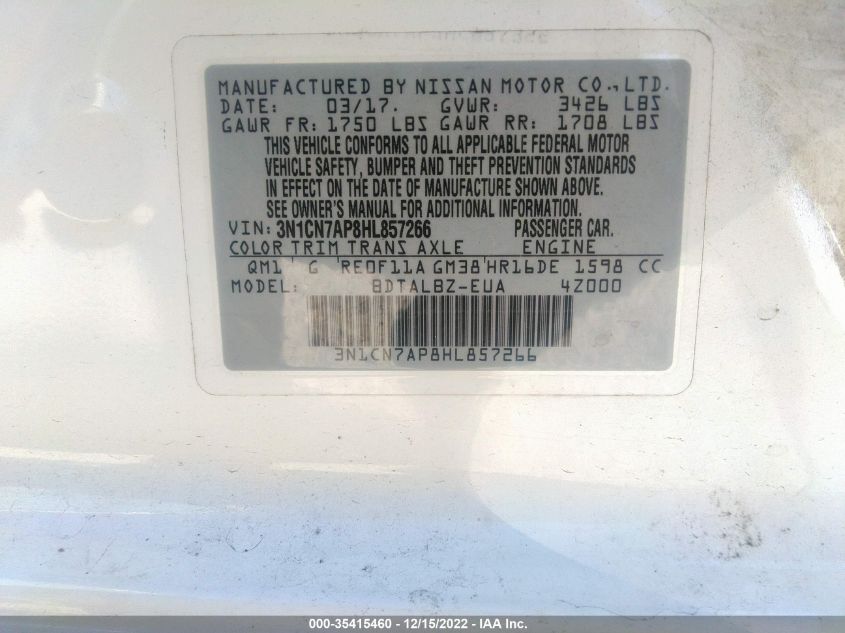 MANUFACTURED BY NISSAN MOTOR CO., LTD.
DATE: 03/17. GVWR: 3426 LBS
GAWR FR: 1750 LBS GAWR RR: 1708 LBS
THIS VEHICLE CONFORMS TO ALL APPLICABLE FEDERAL MOTOR
VEHICLE SAFETY, BUMPER AND THEFT PREVENTION STANDARDS
IN EFFECT ON THE DATE OF MANUFACTURE SHOWN ABOVE.
SEE OWNER'S MANUAL FOR ADDITIONAL INFORMATION.
VIN: 3N1CN7AP8HL857266 PASSENGER CAR.
COLOR TRIM TRANS AXLE ENGINE
QM1 G RE0F11A GM38 HR16DE 1598 CC
MODEL: BDTALBZ-EUA 4Z000
3N1CN7AP8HL857266
000-35415460 - 12/15/2022 - IAA Inc.